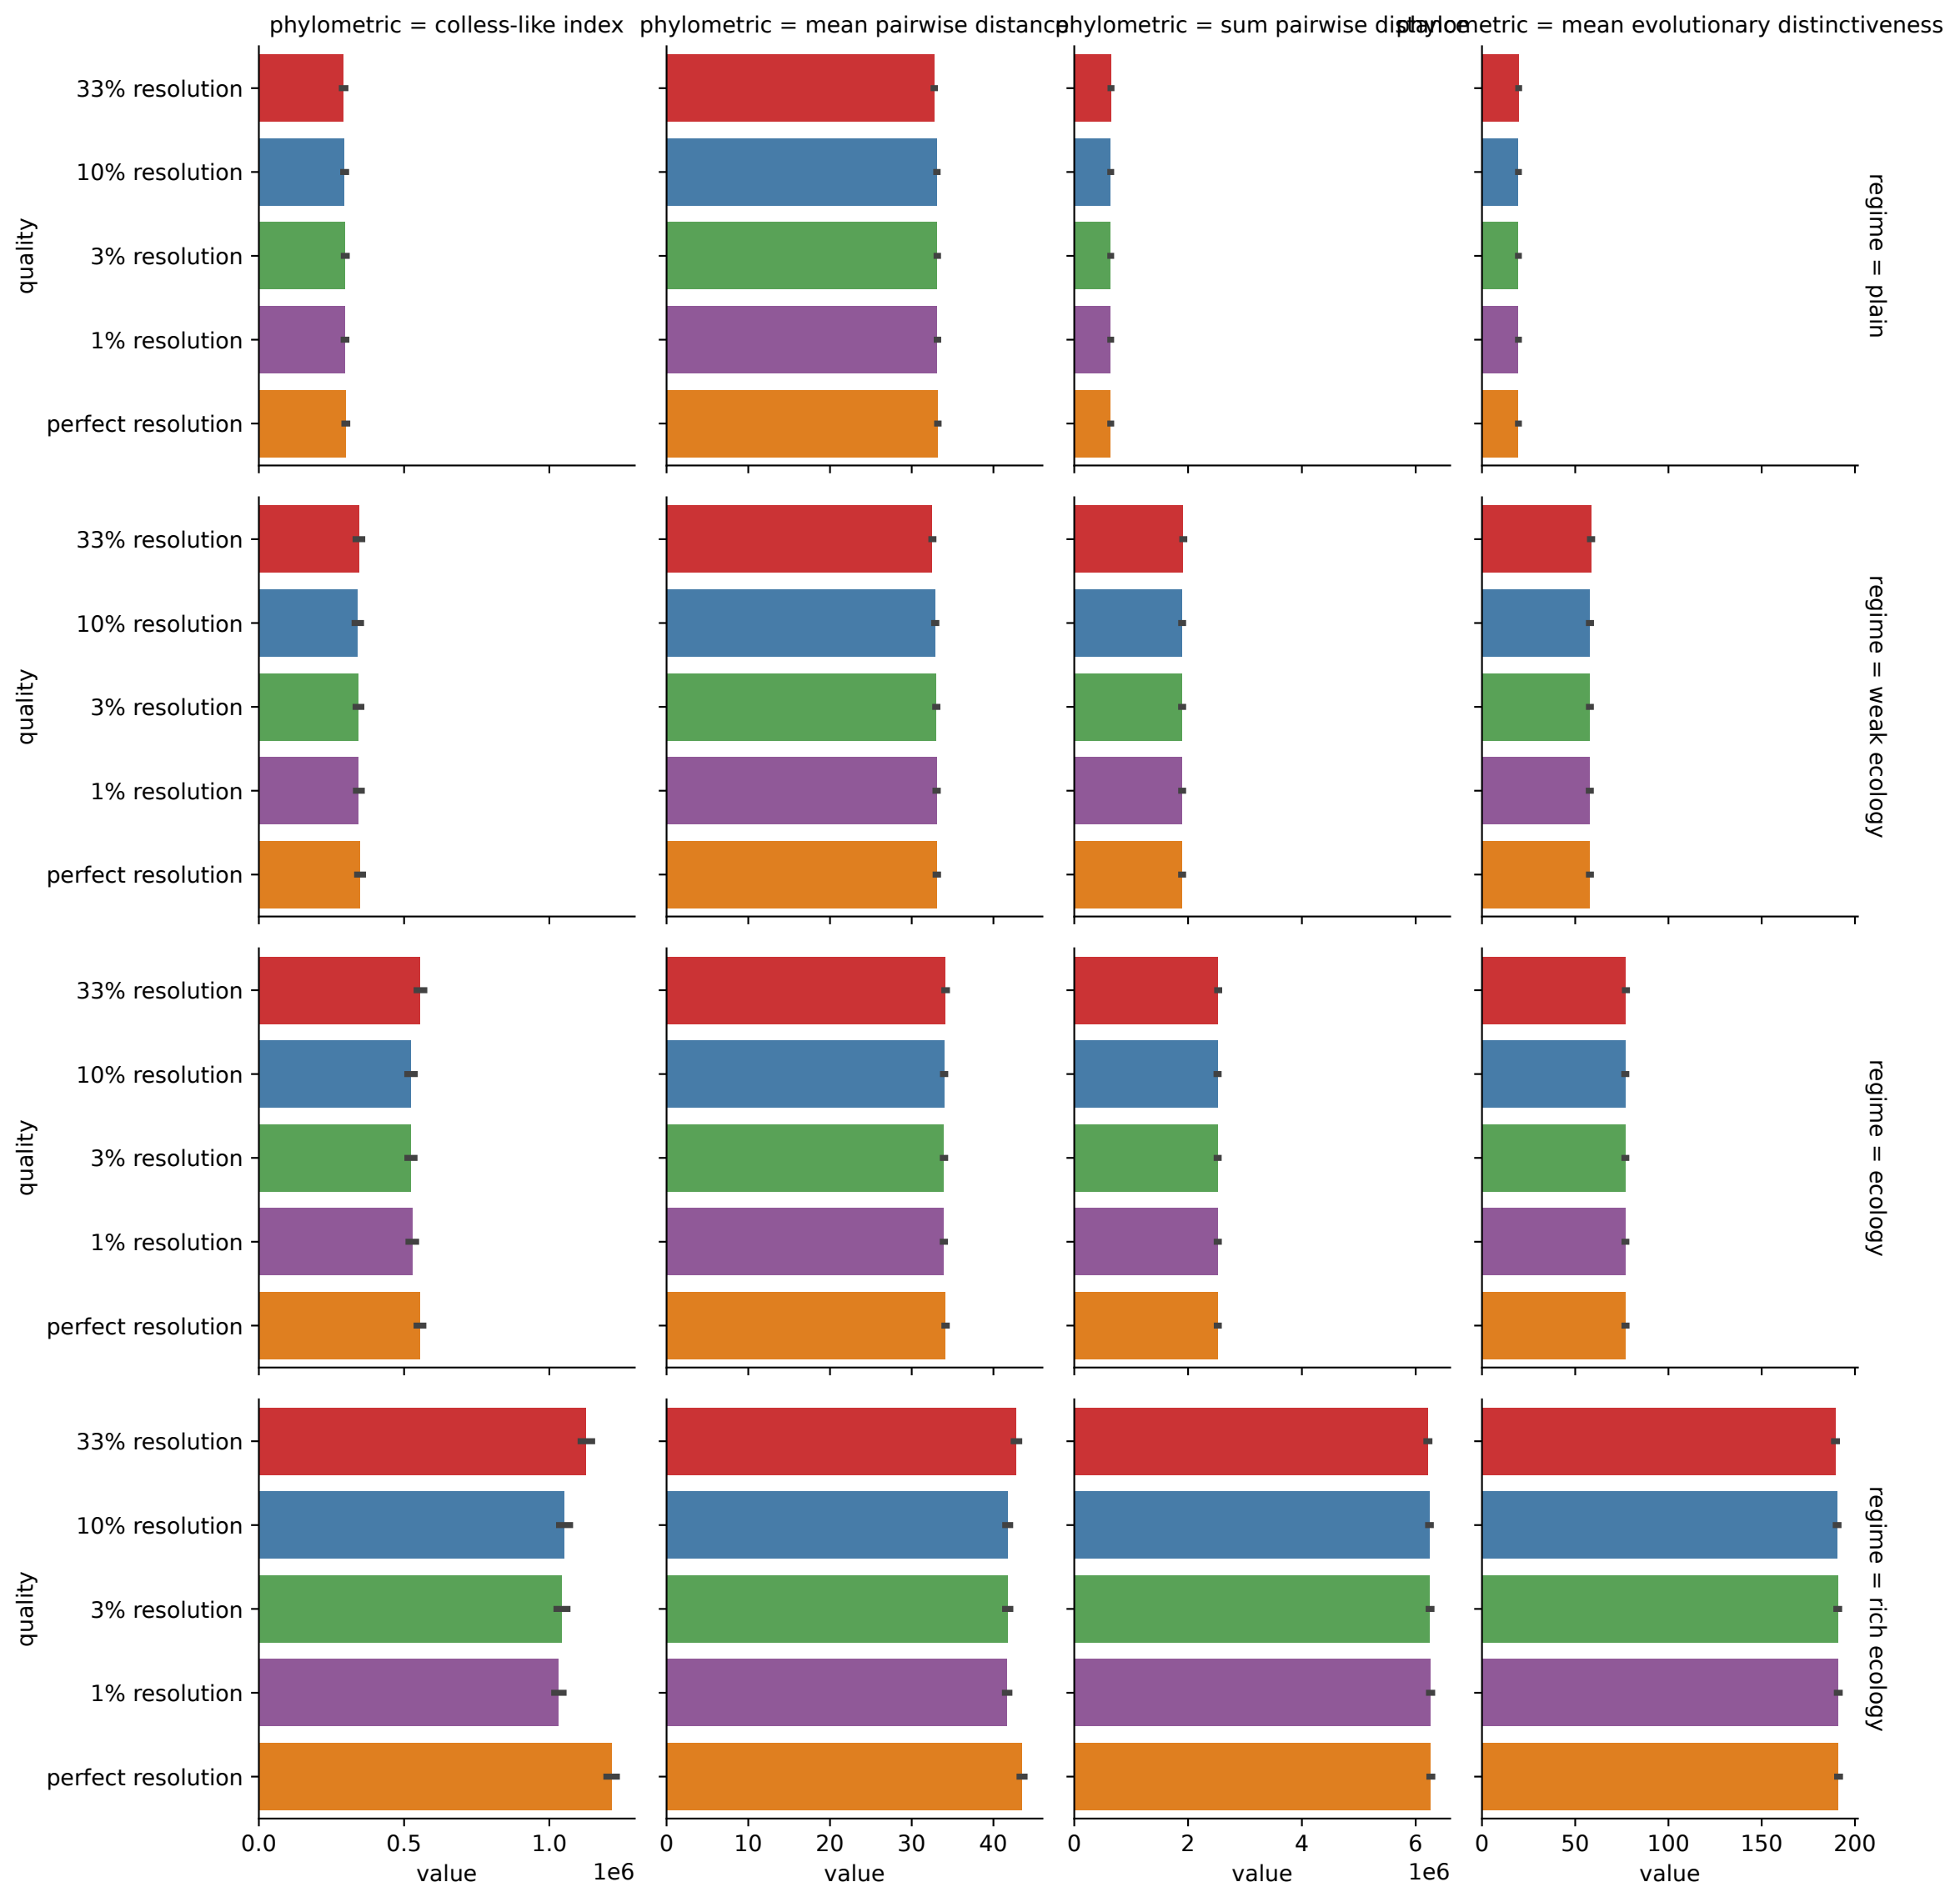 phylometric = colless-like index
phylometric = mean pairwise distance
phylometric = sum pairwise distance
phylometric = mean evolutionary distinctiveness
33% resolution
10% resolution
3% resolution
1% resolution
perfect resolution
quality
regime = plain
33% resolution
10% resolution
3% resolution
1% resolution
perfect resolution
quality
regime = weak ecology
33% resolution
10% resolution
3% resolution
1% resolution
perfect resolution
quality
regime = ecology
33% resolution
10% resolution
3% resolution
1% resolution
perfect resolution
quality
regime = rich ecology
0.0 0.5 1.0
1e6
value
0 10 20 30 40
value
0 2 4 6
1e6
value
0 50 100 150 200
value